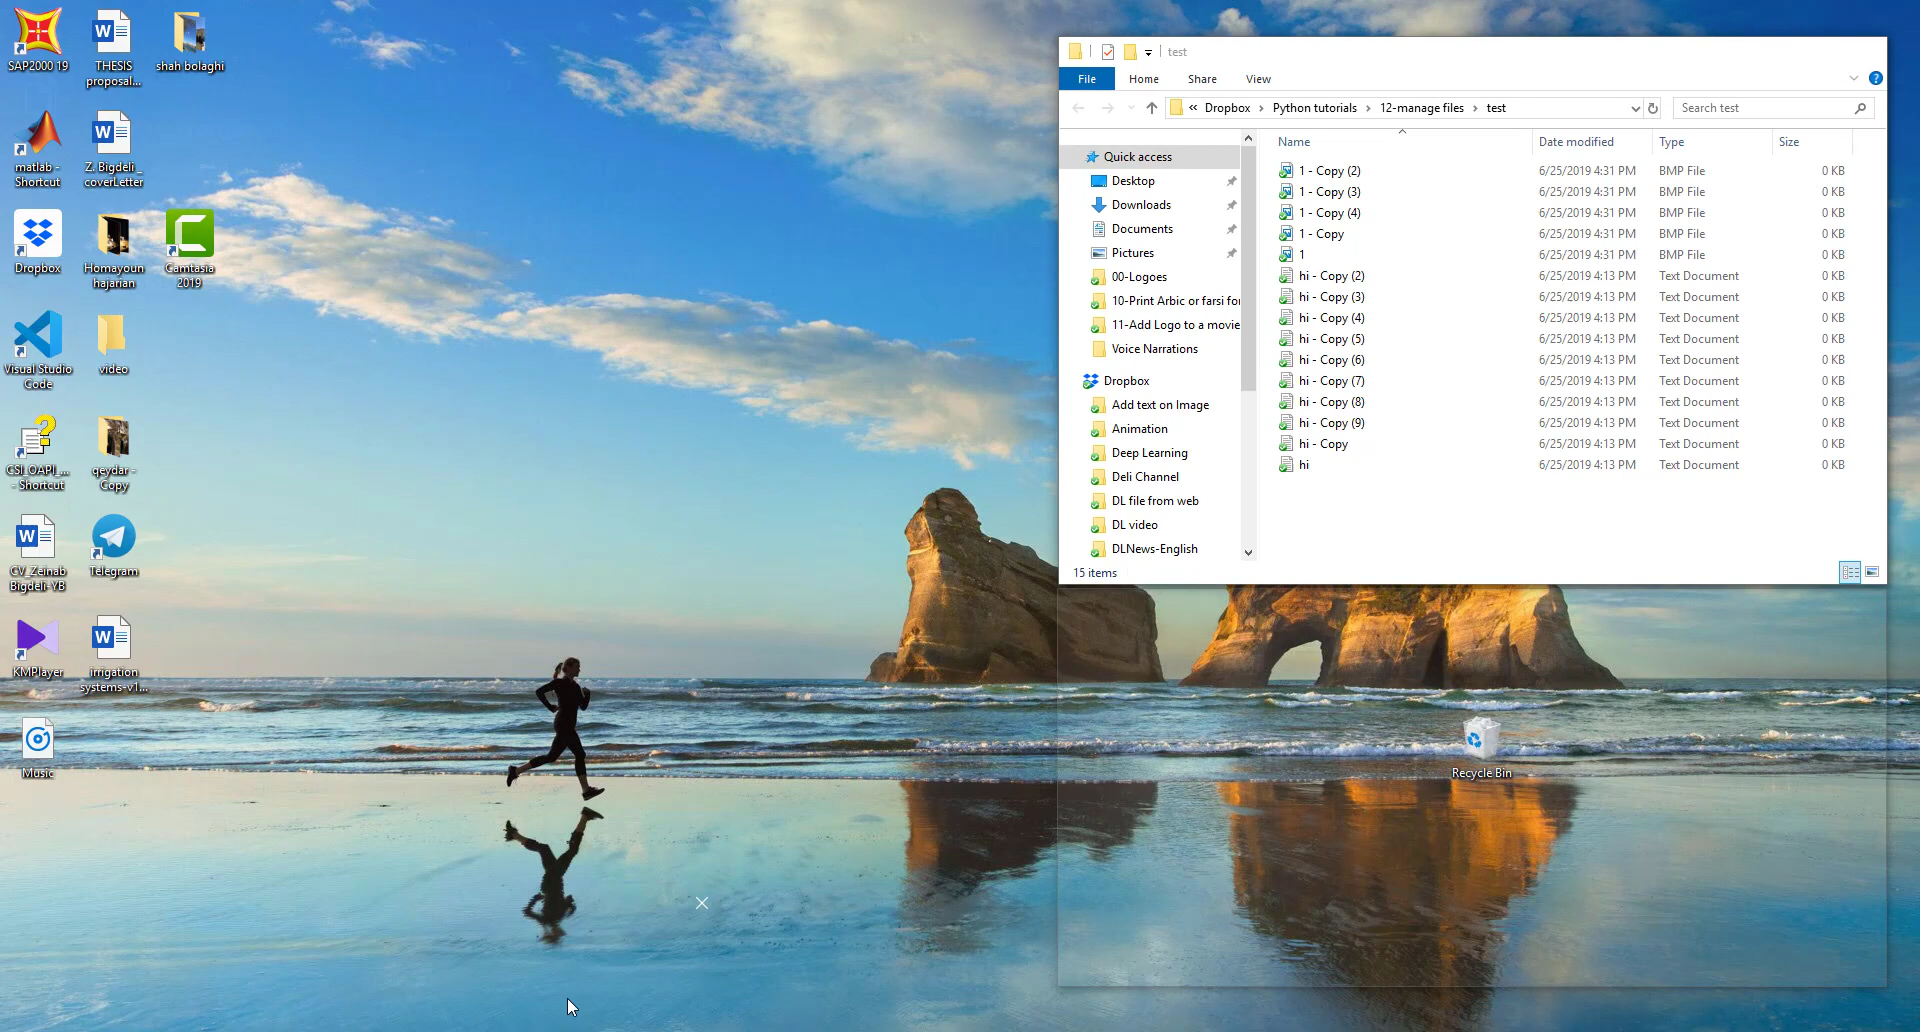 SAP2000 19
THESIS
proposal...
shah bolaghi
matlab -
Shortcut
Z. Bigdeli _
coverLetter
Dropbox
Homayoun
hajarian
Camtasia
2019
Visual Studio
Code
video
CSI_OAPI_...
- Shortcut
qeydar -
Copy
CV_Zeinab
Bigdeli-YB
Telegram
KMPlayer
irrigation
systems-v1...
Music
Recycle Bin
test
File Home Share View
« Dropbox › Python tutorials › 12-manage files › test
Search test
Quick access
Desktop
Downloads
Documents
Pictures
00-Logoes
10-Print Arbic or farsi for
11-Add Logo to a movie
Voice Narrations
Dropbox
Add text on Image
Animation
Deep Learning
Deli Channel
DL file from web
DL video
DLNews-English
Name Date modified Type Size
1 - Copy (2) 6/25/2019 4:31 PM BMP File 0 KB
1 - Copy (3) 6/25/2019 4:31 PM BMP File 0 KB
1 - Copy (4) 6/25/2019 4:31 PM BMP File 0 KB
1 - Copy 6/25/2019 4:31 PM BMP File 0 KB
1 6/25/2019 4:31 PM BMP File 0 KB
hi - Copy (2) 6/25/2019 4:13 PM Text Document 0 KB
hi - Copy (3) 6/25/2019 4:13 PM Text Document 0 KB
hi - Copy (4) 6/25/2019 4:13 PM Text Document 0 KB
hi - Copy (5) 6/25/2019 4:13 PM Text Document 0 KB
hi - Copy (6) 6/25/2019 4:13 PM Text Document 0 KB
hi - Copy (7) 6/25/2019 4:13 PM Text Document 0 KB
hi - Copy (8) 6/25/2019 4:13 PM Text Document 0 KB
hi - Copy (9) 6/25/2019 4:13 PM Text Document 0 KB
hi - Copy 6/25/2019 4:13 PM Text Document 0 KB
hi 6/25/2019 4:13 PM Text Document 0 KB
15 items